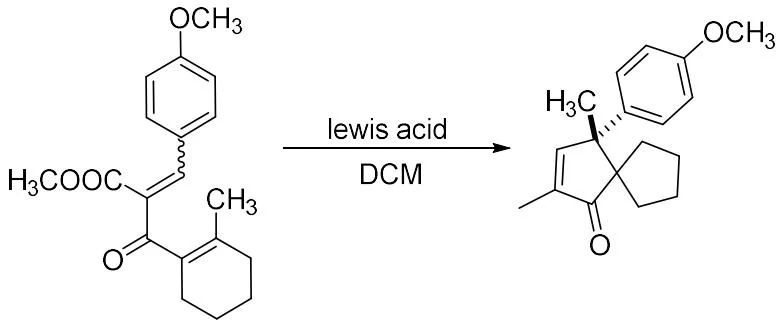 OCH₃
H₃COOC
CH₃
O
lewis acid
DCM
OCH₃
H₃C
O